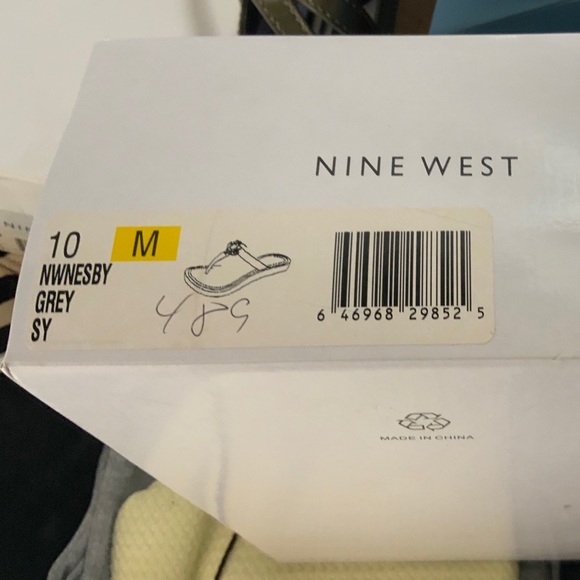 NINE WEST
10 M
NWNESBY
GREY
SY
489
6 46968 29852 5
MADE IN CHINA